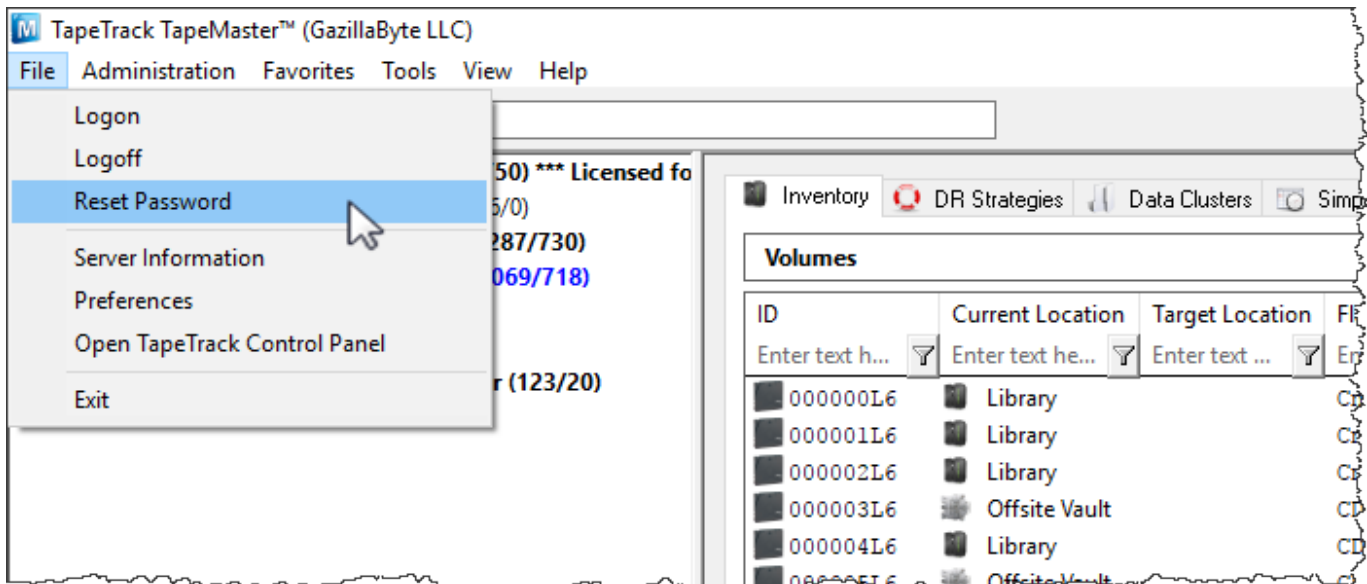 TapeTrack TapeMaster™ (GazillaByte LLC)
File Administration Favorites Tools View Help
Logon
Logoff
Reset Password
Server Information
Preferences
Open TapeTrack Control Panel
Exit
50) *** Licensed fo
/0)
287/730)
069/718)
r (123/20)
Inventory DR Strategies Data Clusters
Volumes
ID Current Location Target Location
Enter text h... Enter text he... Enter text ...
000000L6 Library
000001L6 Library
000002L6 Library
000003L6 Offsite Vault
000004L6 Library